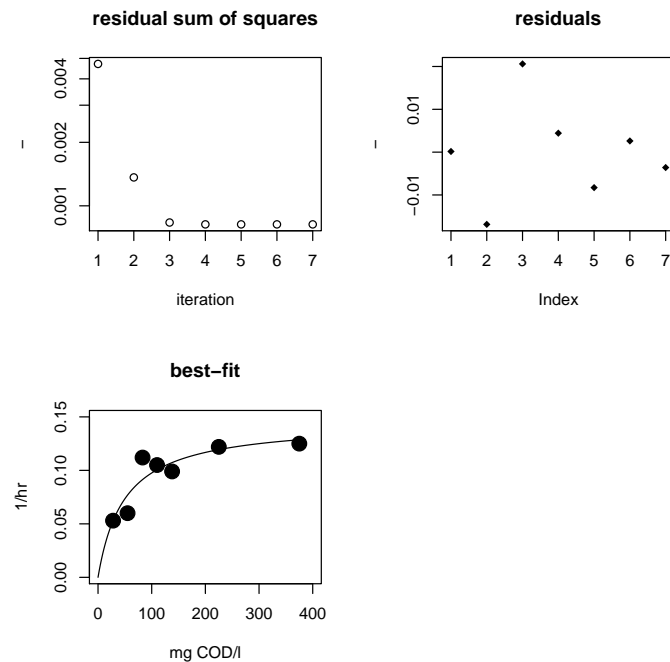 residual sum of squares
0.004
0.002
0.001
–
1 2 3 4 5 6 7
iteration
residuals
0.01
−0.01
–
1 2 3 4 5 6 7
Index
best−fit
0.15
0.10
0.05
0.00
1/hr
0 100 200 300 400
mg COD/l